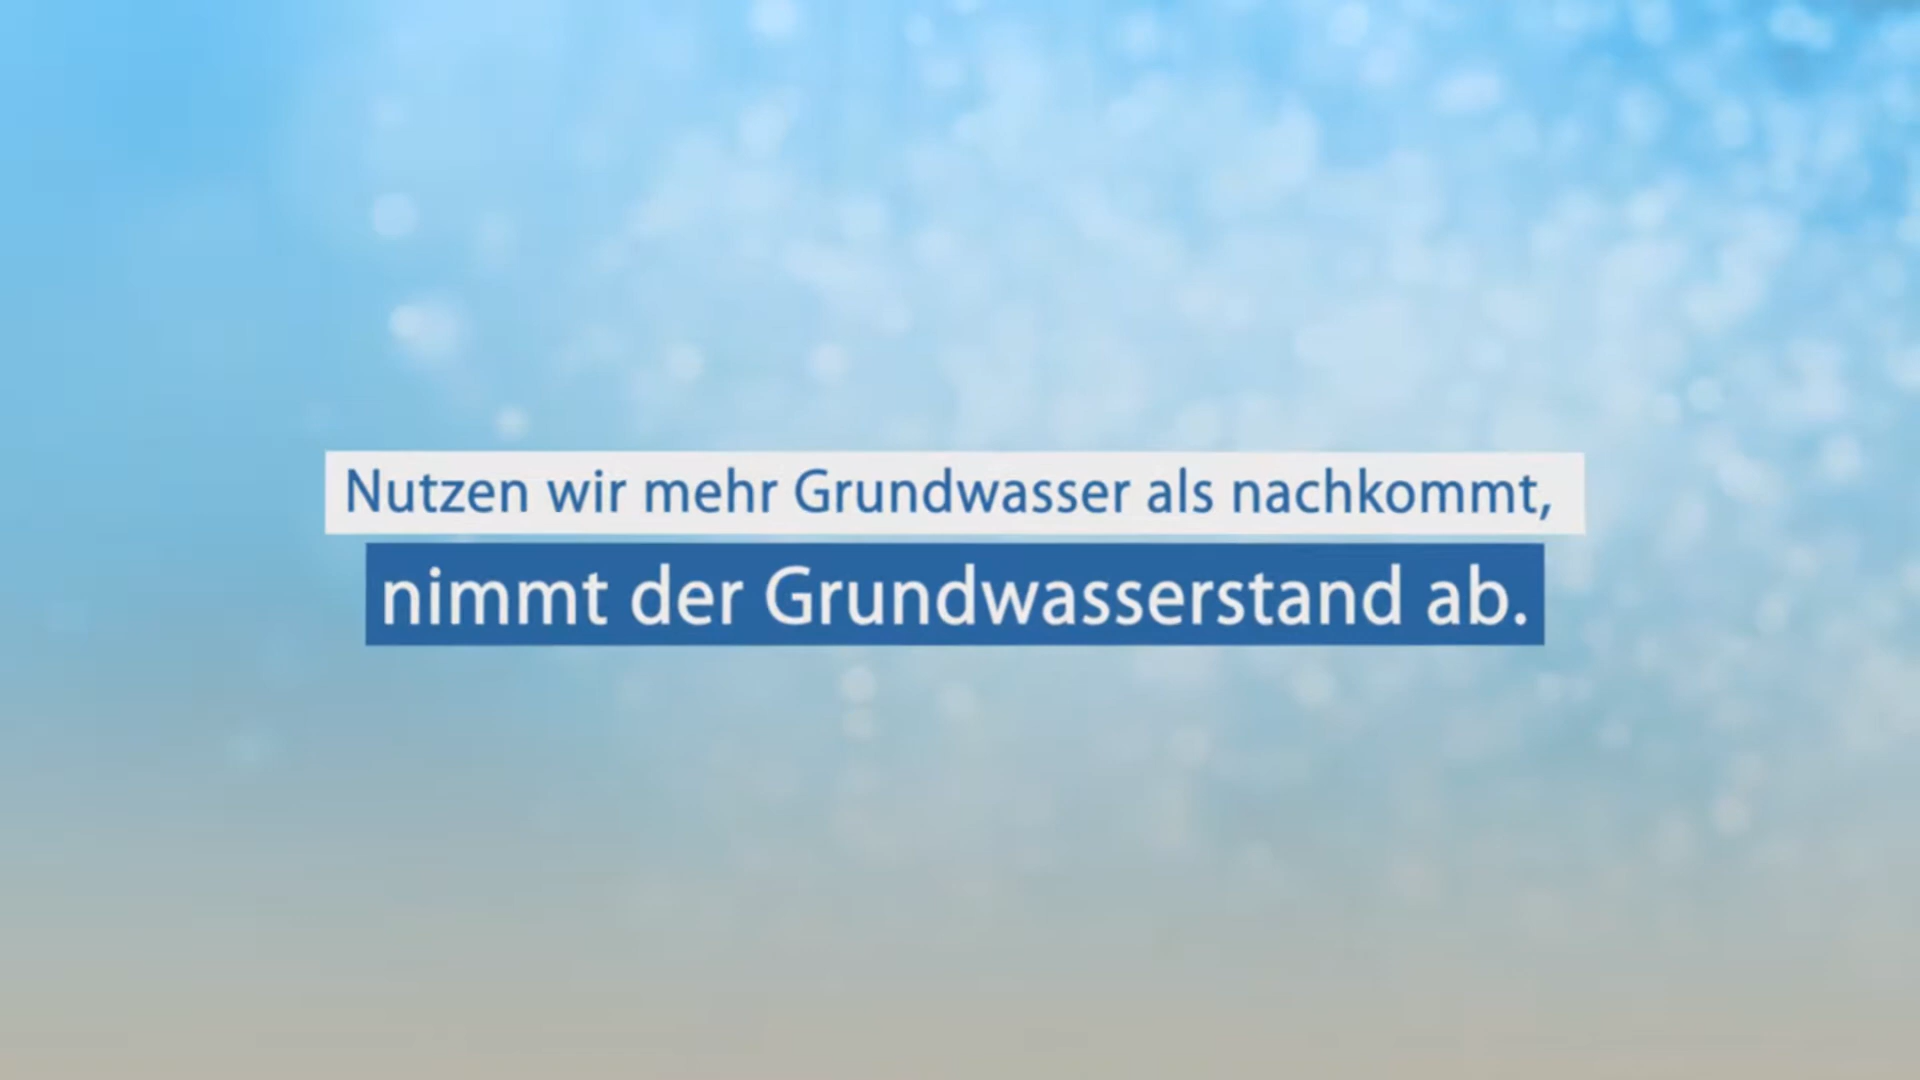 Nutzen wir mehr Grundwasser als nachkommt,
nimmt der Grundwasserstand ab.